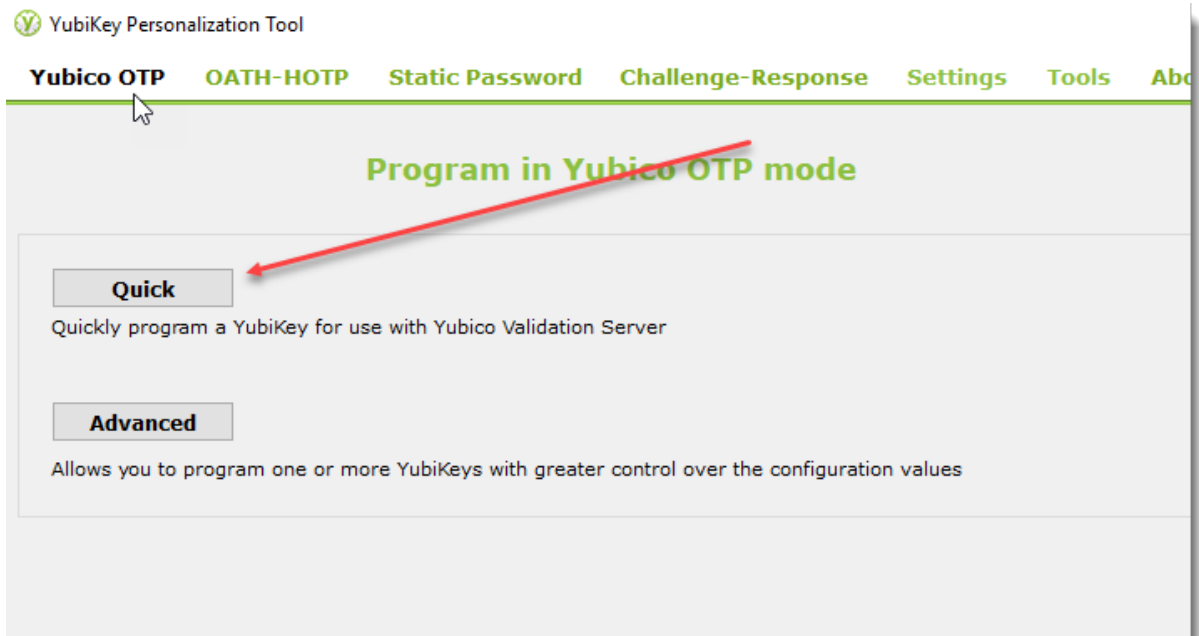 YubiKey Personalization Tool
Yubico OTP OATH-HOTP Static Password Challenge-Response Settings Tools
Program in Yubico OTP mode
Quick
Quickly program a YubiKey for use with Yubico Validation Server
Advanced
Allows you to program one or more YubiKeys with greater control over the configuration values